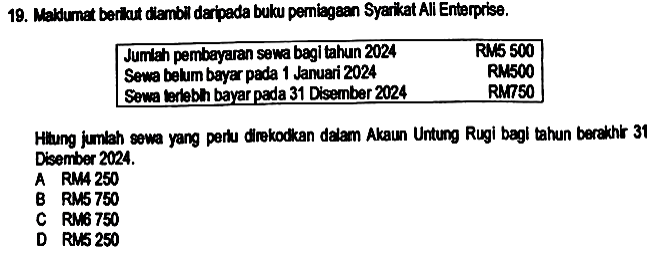 19. Maklumat berikut diambil daripada buku perniagaan Syarikat Ali Enterprise.
Jumlah pembayaran sewa bagi tahun 2024 RM5 500
Sewa belum bayar pada 1 Januari 2024 RM500
Sewa terlebih bayar pada 31 Disember 2024 RM750
Hitung jumlah sewa yang perlu direkodkan dalam Akaun Untung Rugi bagi tahun berakhir 31
Disember 2024.
A RM4 250
B RM5 750
C RM6 750
D RM5 250